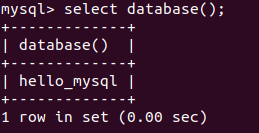 mysql> select database();
+-------------+
| database()  |
+-------------+
| hello_mysql |
+-------------+
1 row in set (0.00 sec)